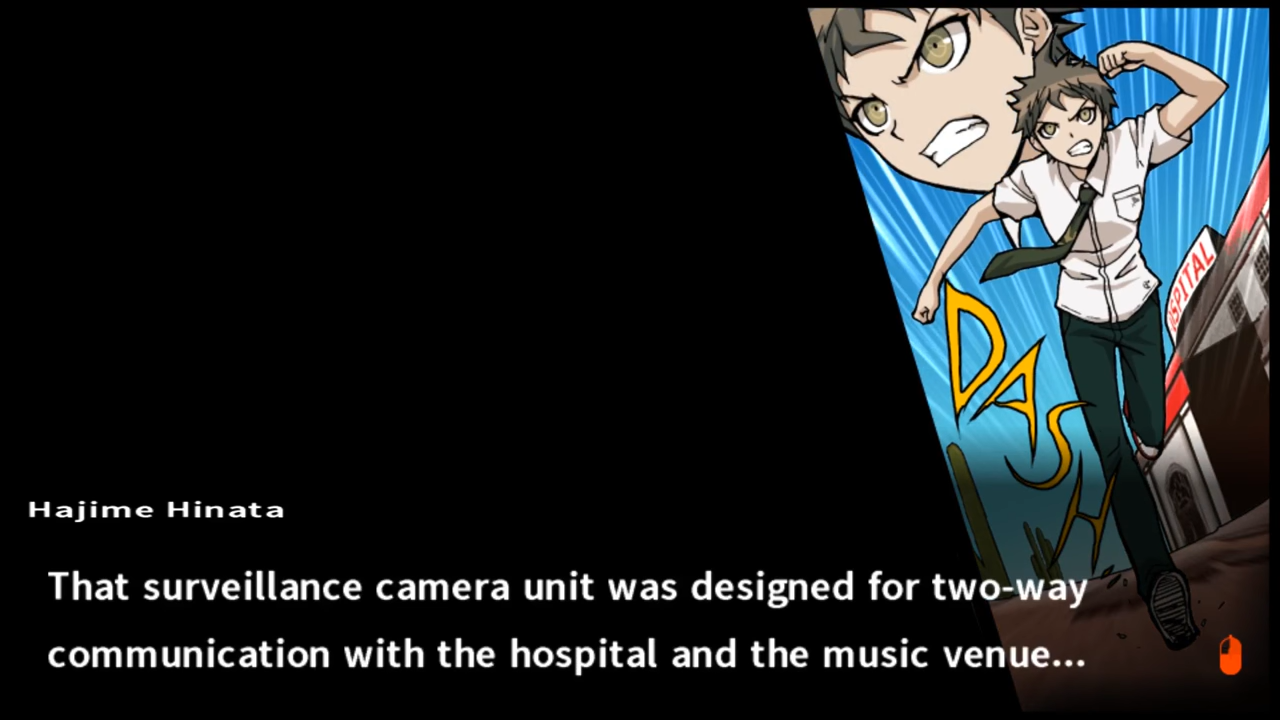 HOSPITAL
DASH
Hajime Hinata
That surveillance camera unit was designed for two-way
communication with the hospital and the music venue...